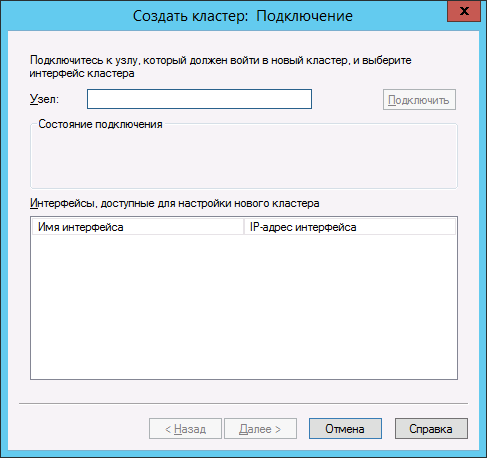 Создать кластер: Подключение
x
Подключитесь к узлу, который должен войти в новый кластер, и выберите
интерфейс кластера
Узел:
Подключить
Состояние подключения
Интерфейсы, доступные для настройки нового кластера
Имя интерфейса IP-адрес интерфейса
< Назад Далее > Отмена Справка